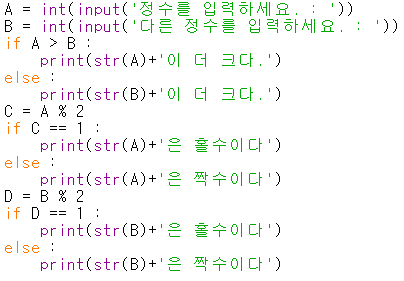 A = int(input('정수를 입력하세요. : '))
B = int(input('다른 정수를 입력하세요. : '))
if A > B :
    print(str(A)+'이 더 크다.')
else :
    print(str(B)+'이 더 크다.')
C = A % 2
if C == 1 :
    print(str(A)+'은 홀수이다')
else :
    print(str(A)+'은 짝수이다')
D = B % 2
if D == 1 :
    print(str(B)+'은 홀수이다')
else :
    print(str(B)+'은 짝수이다')